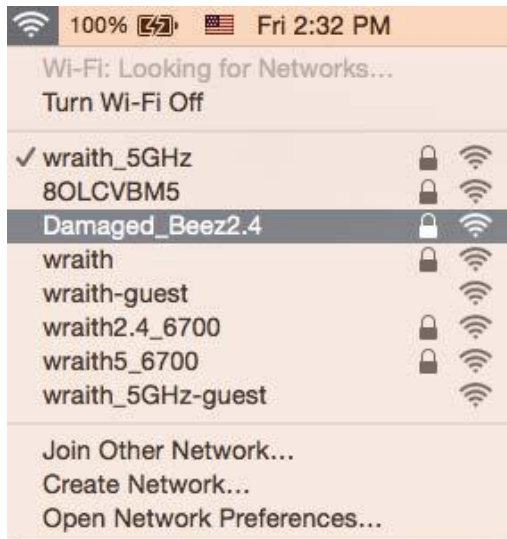 100% Fri 2:32 PM
Wi-Fi: Looking for Networks...
Turn Wi-Fi Off
wraith_5GHz
8OLCVBM5
Damaged_Beez2.4
wraith
wraith-guest
wraith2.4_6700
wraith5_6700
wraith_5GHz-guest
Join Other Network...
Create Network...
Open Network Preferences...